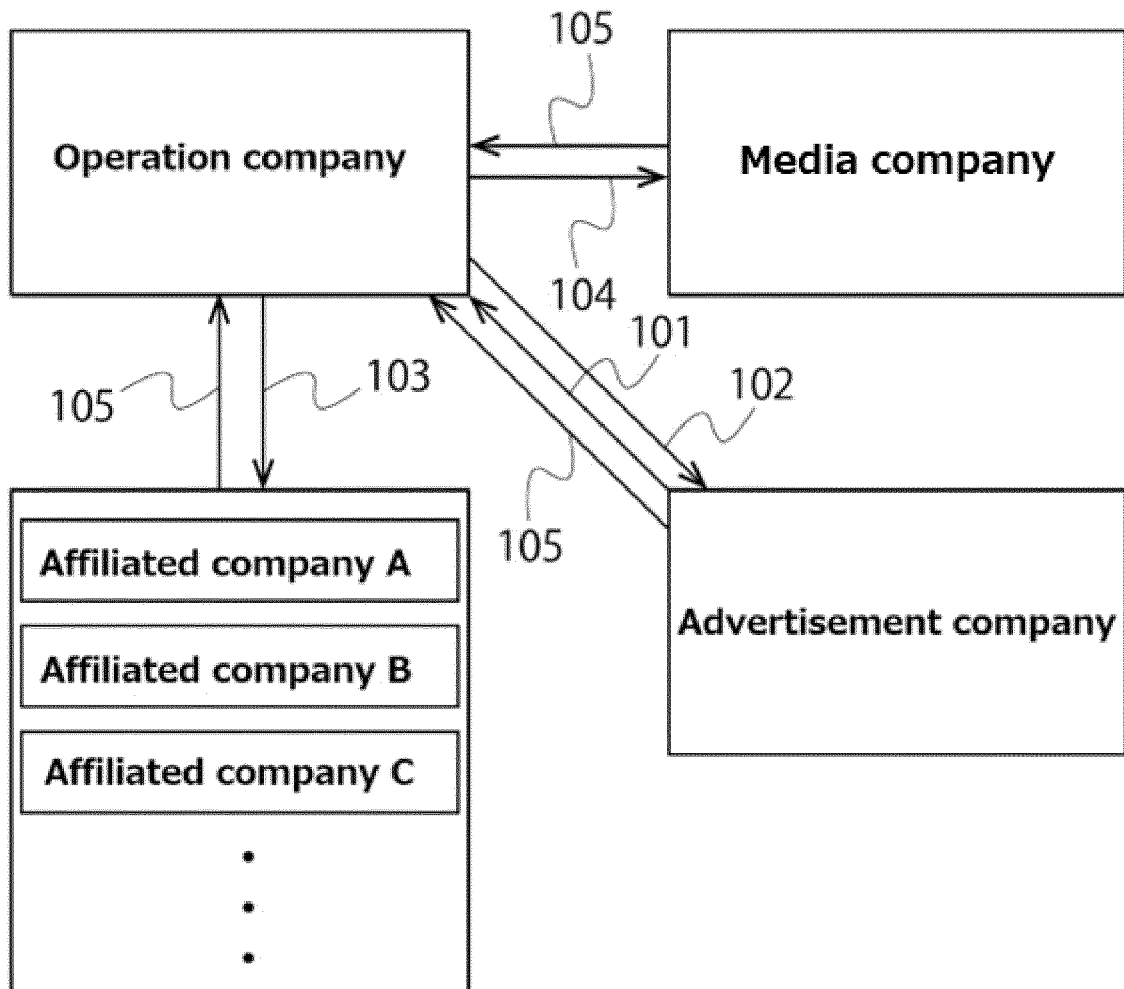 105
Operation company
Media company
104
101
105
103
102
105
Affiliated company A
Affiliated company B
Affiliated company C
Advertisement company